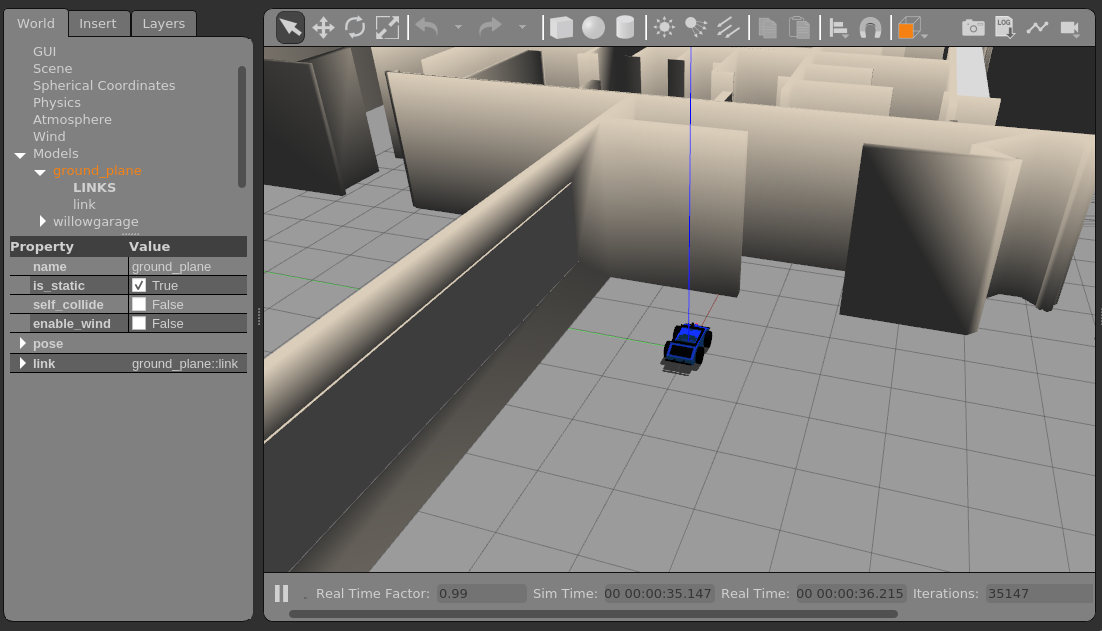 World Insert Layers
GUI
Scene
Spherical Coordinates
Physics
Atmosphere
Wind
Models
ground_plane
LINKS
link
willowgarage
Property Value
name ground_plane
is_static True
self_collide False
enable_wind False
pose
link ground_plane::link
LOG
Real Time Factor: 0.99 Sim Time: 00 00:00:35.147 Real Time: 00 00:00:36.215 Iterations: 35147